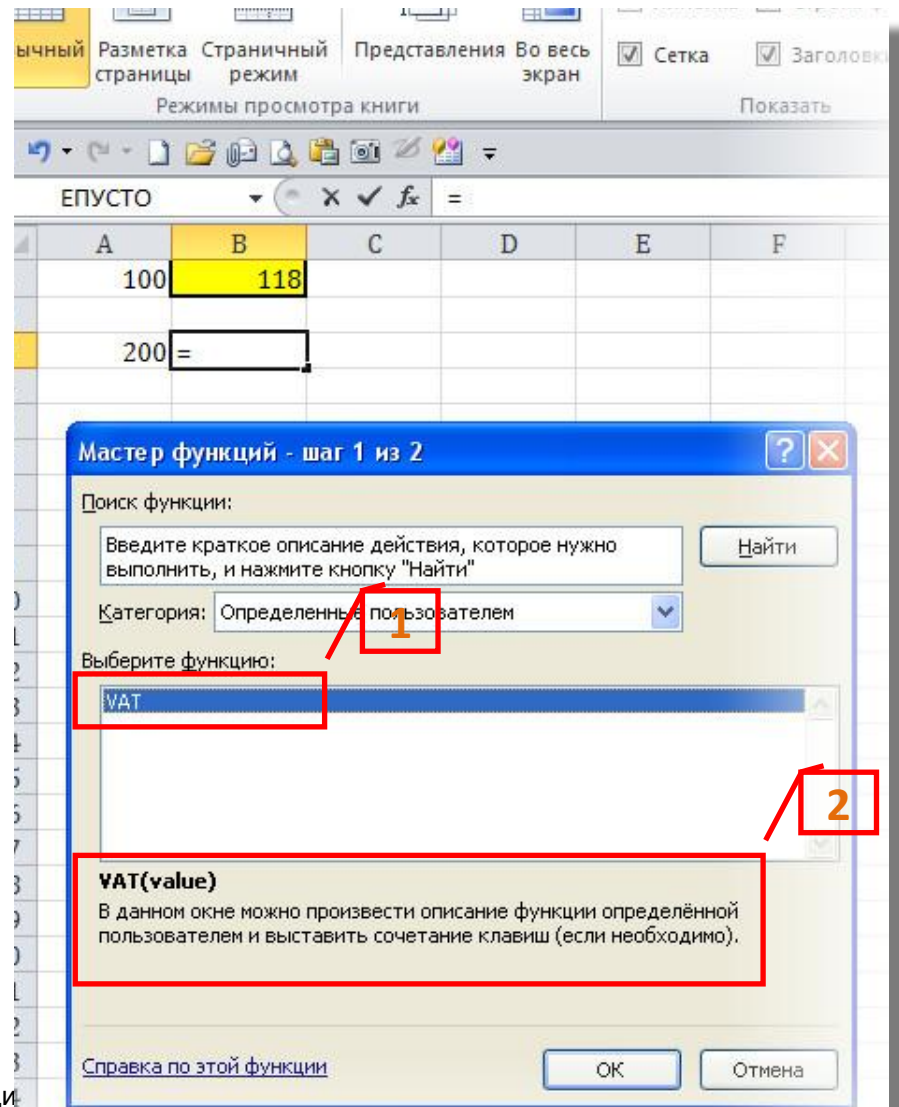 ычный Разметка Страничный Представления Во весь Сетка Заголовки
страницы режим экран
Режимы просмотра книги Показать
ЕПУСТО fx =
A B C D E F
100 118
200 =
Мастер функций - шаг 1 из 2
Поиск функции:
Введите краткое описание действия, которое нужно
выполнить, и нажмите кнопку "Найти"
Найти
Категория: Определенные пользователем
1
Выберите функцию:
VAT
2
VAT(value)
В данном окне можно произвести описание функции определённой
пользователем и выставить сочетание клавиш (если необходимо).
Справка по этой функции ОК Отмена